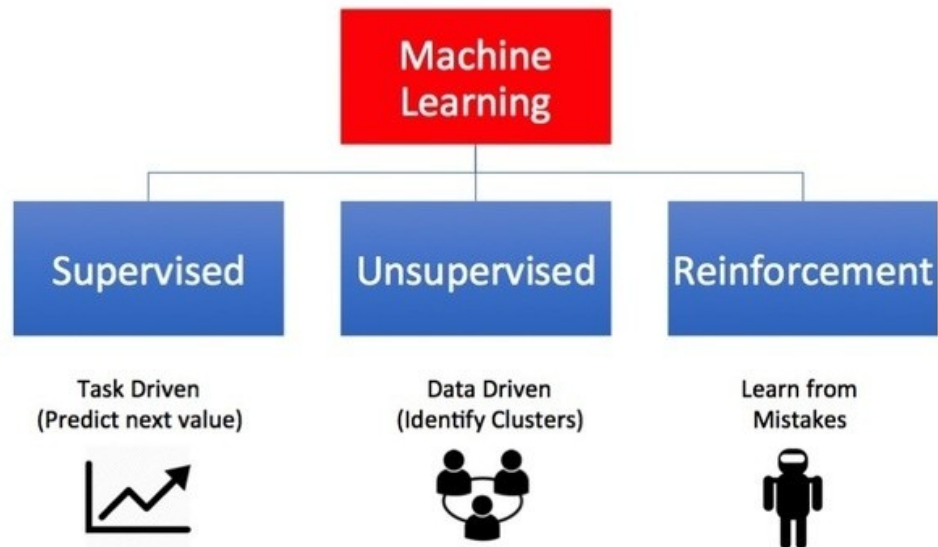 Machine
Learning
Supervised
Unsupervised
Reinforcement
Task Driven
(Predict next value)
Data Driven
(Identify Clusters)
Learn from
Mistakes